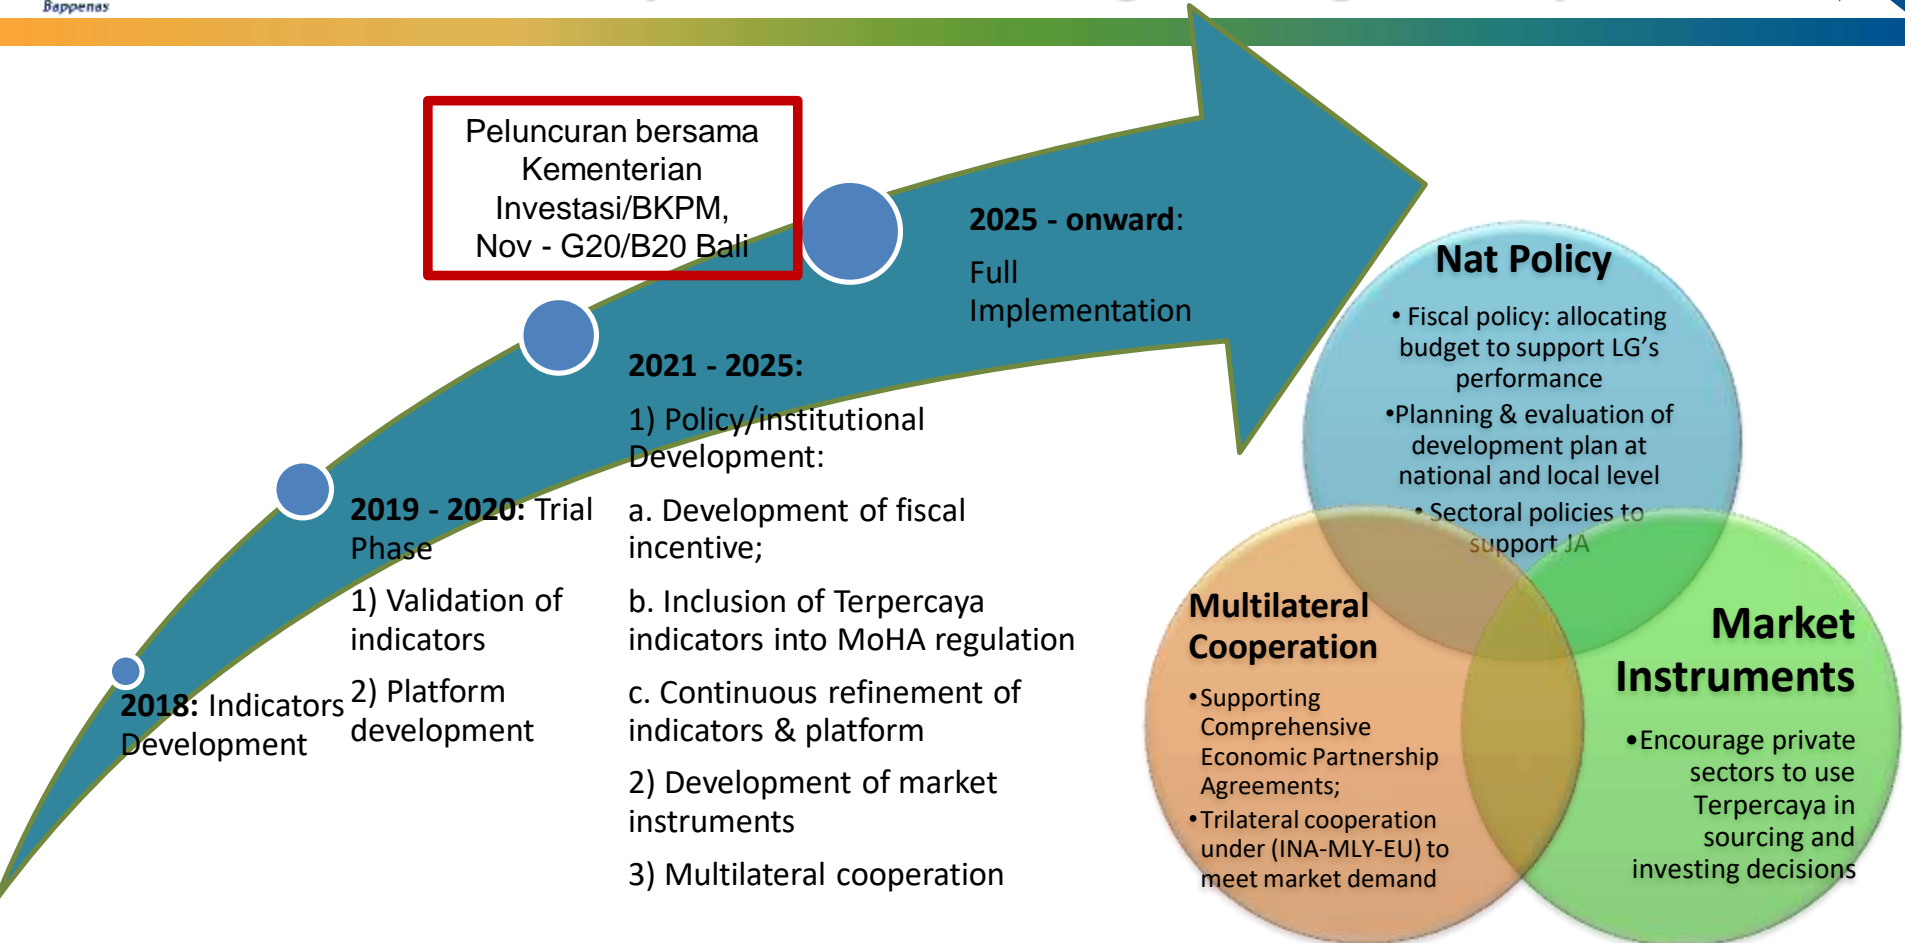 Bappenas
Peluncuran bersama
Kementerian
Investasi/BKPM,
Nov - G20/B20 Bali
2018: Indicators
Development
2019 - 2020: Trial
Phase
1) Validation of
indicators
2) Platform
development
2021 - 2025:
1) Policy/institutional
Development:
a. Development of fiscal
incentive;
b. Inclusion of Terpercaya
indicators into MoHA regulation
c. Continuous refinement of
indicators & platform
2) Development of market
instruments
3) Multilateral cooperation
2025 - onward:
Full
Implementation
Nat Policy
• Fiscal policy: allocating
budget to support LG's
performance
•Planning & evaluation of
development plan at
national and local level
• Sectoral policies to
support JA
Multilateral
Cooperation
•Supporting
Comprehensive
Economic Partnership
Agreements;
•Trilateral cooperation
under (INA-MLY-EU) to
meet market demand
Market
Instruments
•Encourage private
sectors to use
Terpercaya in
sourcing and
investing decisions